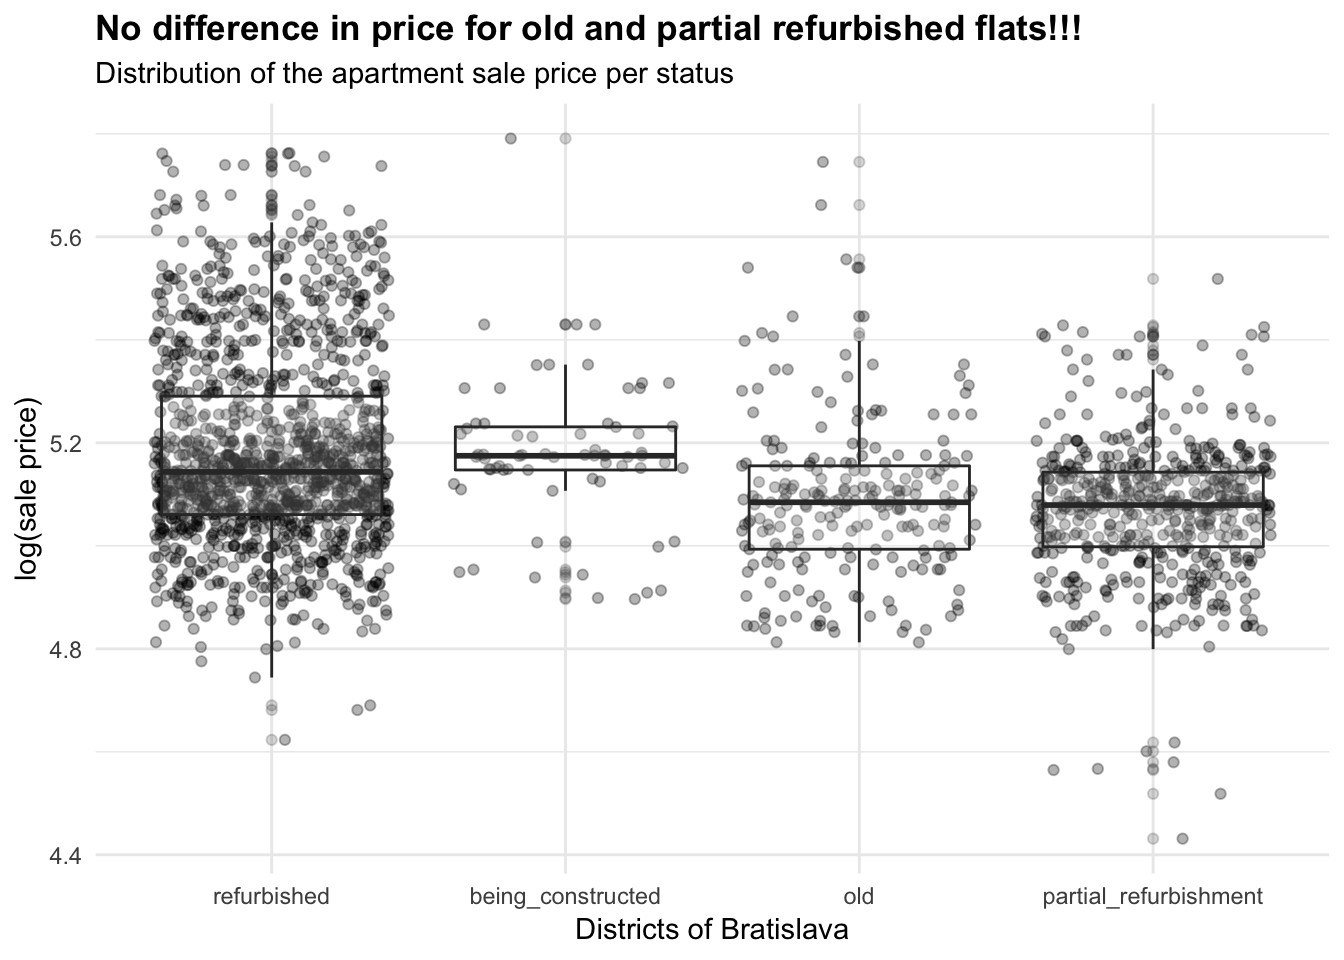 No difference in price for old and partial refurbished flats!!!
Distribution of the apartment sale price per status
log(sale price)
5.6
5.2
4.8
4.4
refurbished
being_constructed
old
partial_refurbishment
Districts of Bratislava